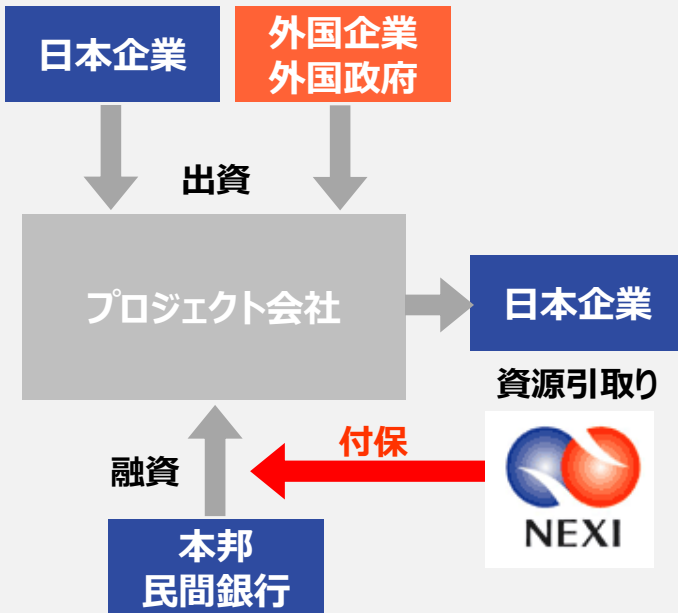 日本企業
外国企業
外国政府
出資
プロジェクト会社
日本企業
資源引取り
付保
融資
NEXI
本邦
民間銀行